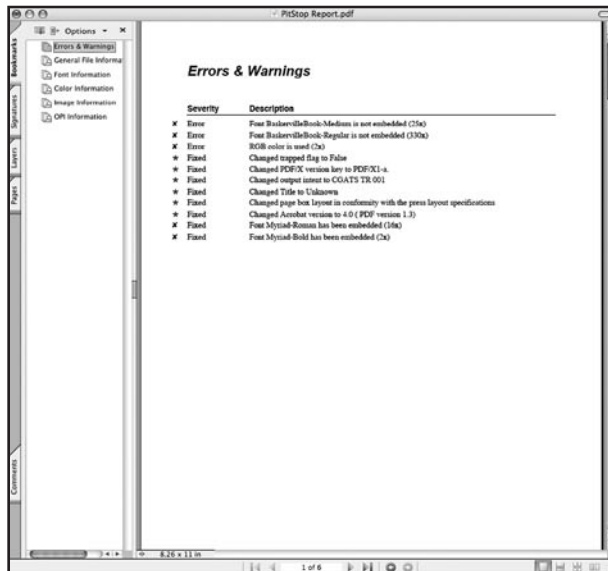 PitStop Report.pdf
Options
Errors & Warnings
General File Informa
Font Information
Color Information
Image Information
OPI Information
Bookmarks
Signatures
Layers
Pages
Comments
Errors & Warnings
Severity Description
Error Font BaskervilleBook-Medium is not embedded (25x)
Error Font BaskervilleBook-Regular is not embedded (330x)
Error RGB color is used (2x)
Fixed Changed trapped flag to False
Fixed Changed PDF/X version key to PDF/X1-a.
Fixed Changed output intent to CGATS TR 001
Fixed Changed Title to Unknown
Fixed Changed page box layout in conformity with the press layout specifications
Fixed Changed Acrobat version to 4.0 ( PDF version 1.3)
Fixed Font Myriad-Roman has been embedded (16x)
Fixed Font Myriad-Bold has been embedded (2x)
8.26 x 11 in
1 of 6